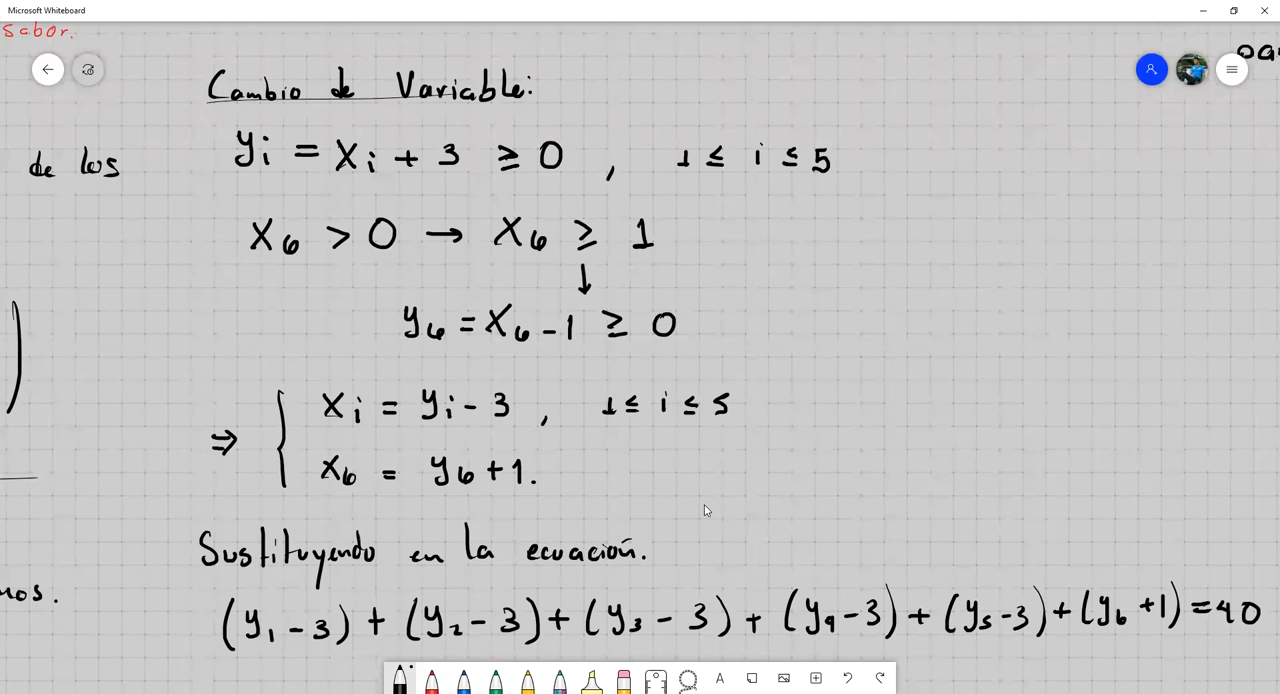 Microsoft Whiteboard
sabor.
Cambio de Variable:
yi = xi + 3 ≥ 0 , 1 ≤ i ≤ 5
de los
x6 > 0 → x6 ≥ 1
↓
y6 = x6 - 1 ≥ 0
⇒ { xi = yi - 3 , 1 ≤ i ≤ 5
x6 = y6 + 1.
Sustituyendo en la ecuación.
(y1 - 3) + (y2 - 3) + (y3 - 3) + (y4 - 3) + (y5 - 3) + (y6 + 1) = 40